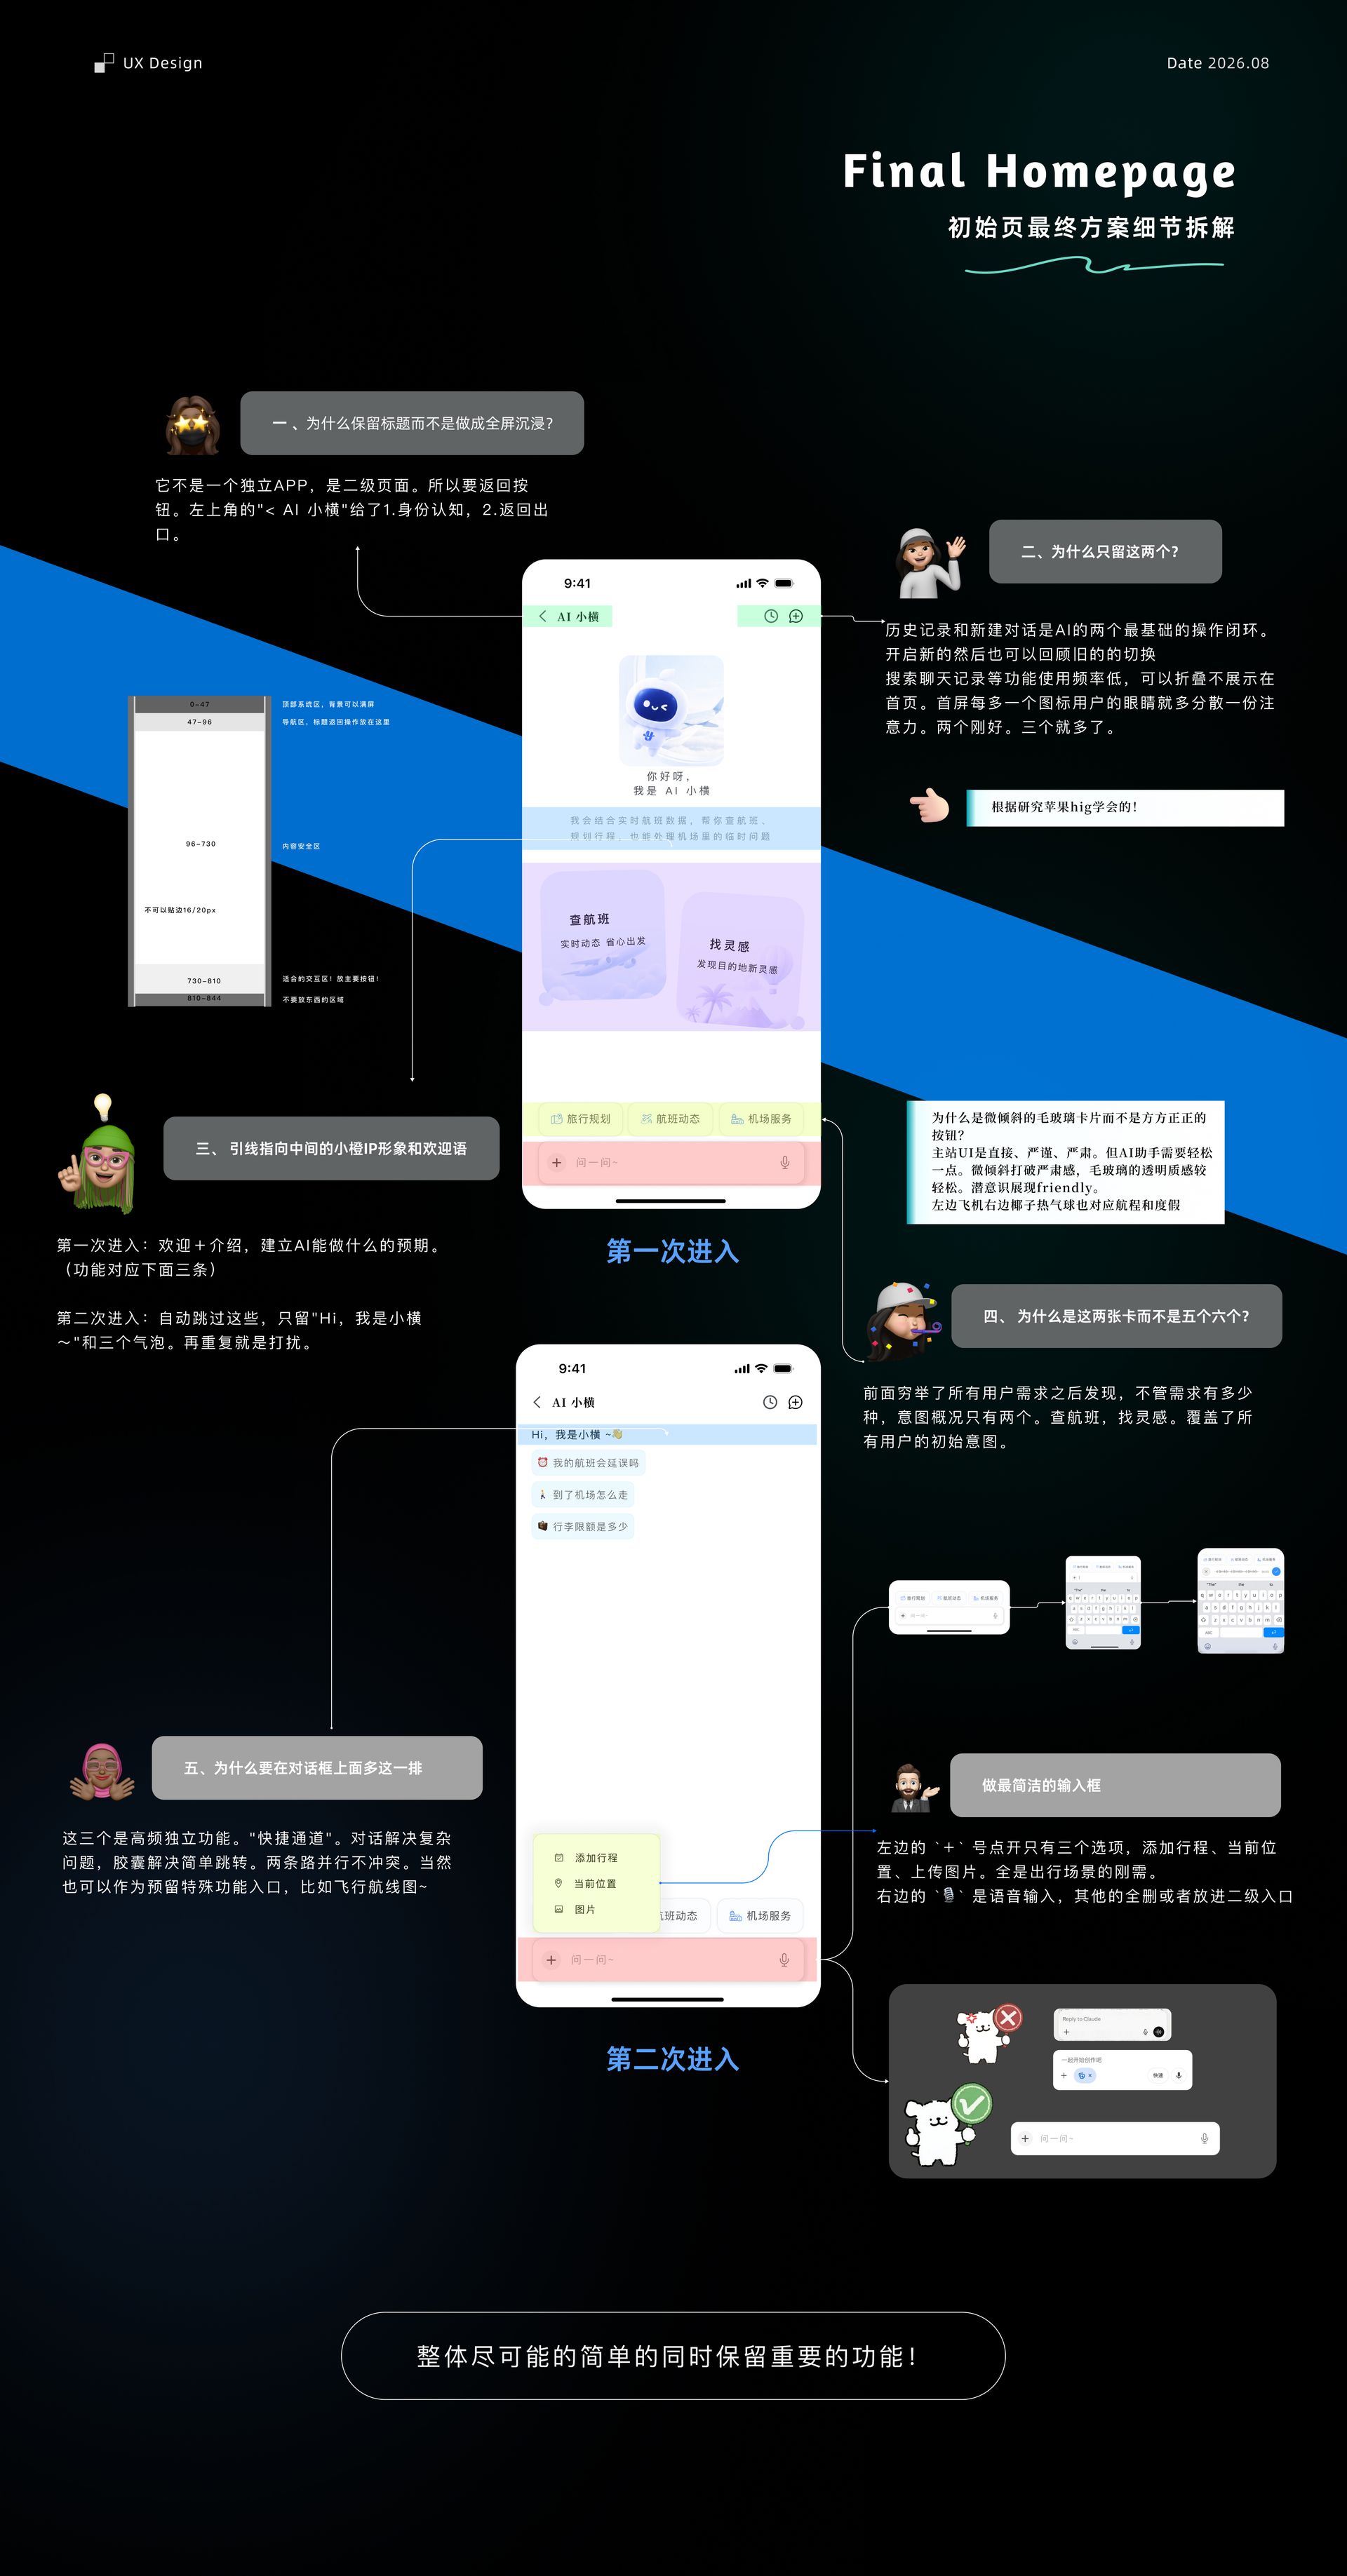 UX Design
Date 2026.08
Final Homepage
初始页最终方案细节拆解
一 、为什么保留标题而不是做成全屏沉浸?
它不是一个独立APP，是二级页面。所以要返回按
钮。左上角的"< AI 小横"给了1.身份认知，2.返回出
口。
二、为什么只留这两个?
历史记录和新建对话是AI的两个最基础的操作闭环。
开启新的然后也可以回顾旧的的切换
搜索聊天记录等功能使用频率低，可以折叠不展示在
首页。首屏每多一个图标用户的眼睛就多分散一份注
意力。两个刚好。三个就多了。
根据研究苹果hig学会的!
0-47
顶部系统区，背景可以满屏
47-96
导航区，标题返回操作放在这里
96-730
内容安全区
不可以贴边16/20px
730-810
适合的交互区! 放主要按钮!
810-844
不要放东西的区域
9:41
AI 小横
你好呀，
我是 AI 小横
我会结合实时航班数据，帮你查航班、
规划行程，也能处理机场里的临时问题
查航班
实时动态 省心出发
找灵感
发现目的地新灵感
旅行规划
航班动态
机场服务
问一问~
第一次进入
三、 引线指向中间的小橙IP形象和欢迎语
第一次进入：欢迎＋介绍，建立AI能做什么的预期。
（功能对应下面三条）
第二次进入：自动跳过这些，只留"Hi，我是小横
～"和三个气泡。再重复就是打扰。
为什么是微倾斜的毛玻璃卡片而不是方方正正的
按钮?
主站UI是直接、严谨、严肃。但AI助手需要轻松
一点。微倾斜打破严肃感，毛玻璃的透明质感较
轻松。潜意识展现friendly。
左边飞机右边椰子热气球也对应航程和度假
四、 为什么是这两张卡而不是五个六个?
前面穷举了所有用户需求之后发现，不管需求有多少
种，意图概况只有两个。查航班，找灵感。覆盖了所
有用户的初始意图。
9:41
AI 小横
Hi，我是小横 ~👋
我的航班会延误吗
到了机场怎么走
行李限额是多少
添加行程
当前位置
图片
航班动态
机场服务
问一问~
第二次进入
五、为什么要在对话框上面多这一排
这三个是高频独立功能。"快捷通道"。对话解决复杂
问题，胶囊解决简单跳转。两条路并行不冲突。当然
也可以作为预留特殊功能入口，比如飞行航线图~
旅行规划
航班动态
机场服务
问一问~
做最简洁的输入框
左边的 `+` 号点开只有三个选项，添加行程、当前位
置、上传图片。全是出行场景的刚需。
右边的 `🎙` 是语音输入，其他的全删或者放进二级入口
Reply to Claude
一起开始创作吧
快速
问一问~
整体尽可能的简单的同时保留重要的功能!